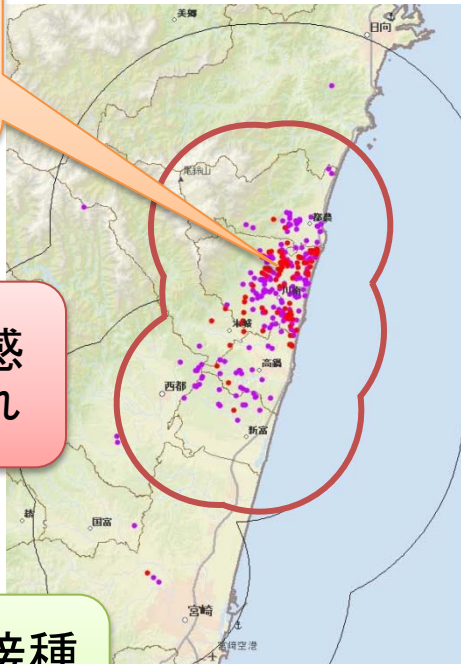 美郷
日向
尾鈴山
都農
川南
木城
感
れ
高鍋
西都
新富
綾
国富
接種
宮崎
宮崎空港